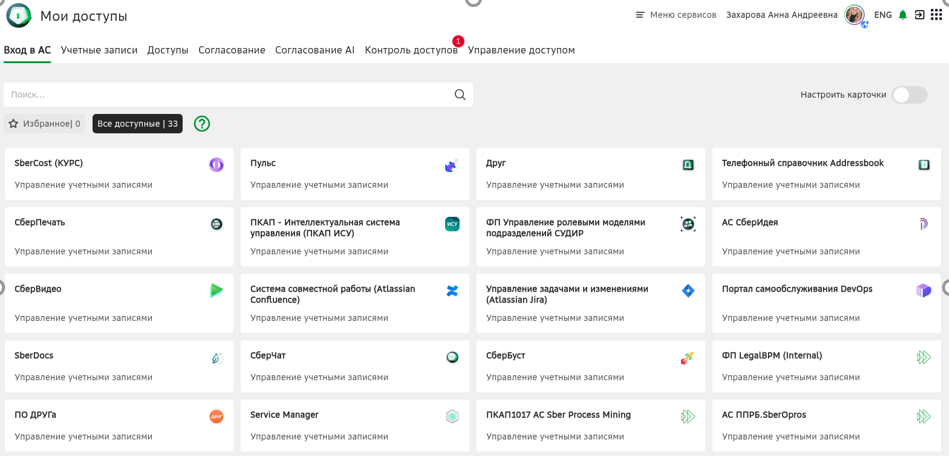 Мои доступы
Меню сервисов
Захарова Анна Андреевна
ENG
Вход в АС
Учетные записи
Доступы
Согласование
Согласование AI
Контроль доступов
1
Управление доступом
Поиск...
Настроить карточки
Избранное| 0
Все доступные | 33
?
SberCost (КУРС)
Управление учетными записями
Пульс
Управление учетными записями
Друг
Управление учетными записями
Телефонный справочник Addressbook
Управление учетными записями
СберПечать
Управление учетными записями
ПКАП - Интеллектуальная система
управления (ПКАП ИСУ)
ИСУ
Управление учетными записями
ФП Управление ролевыми моделями
подразделений СУДИР
Управление учетными записями
АС СберИдея
Управление учетными записями
СберВидео
Управление учетными записями
Система совместной работы (Atlassian
Confluence)
Управление учетными записями
Управление задачами и изменениями
(Atlassian Jira)
Управление учетными записями
Портал самообслуживания DevOps
Управление учетными записями
SberDocs
Управление учетными записями
СберЧат
Управление учетными записями
СберБуст
Управление учетными записями
ФП LegalBPM (Internal)
Управление учетными записями
ПО ДРУГа
ДРУГ
Управление учетными записями
Service Manager
Управление учетными записями
ПКАП1017 АС Sber Process Mining
Управление учетными записями
АС ППРБ.SberOpros
Управление учетными записями